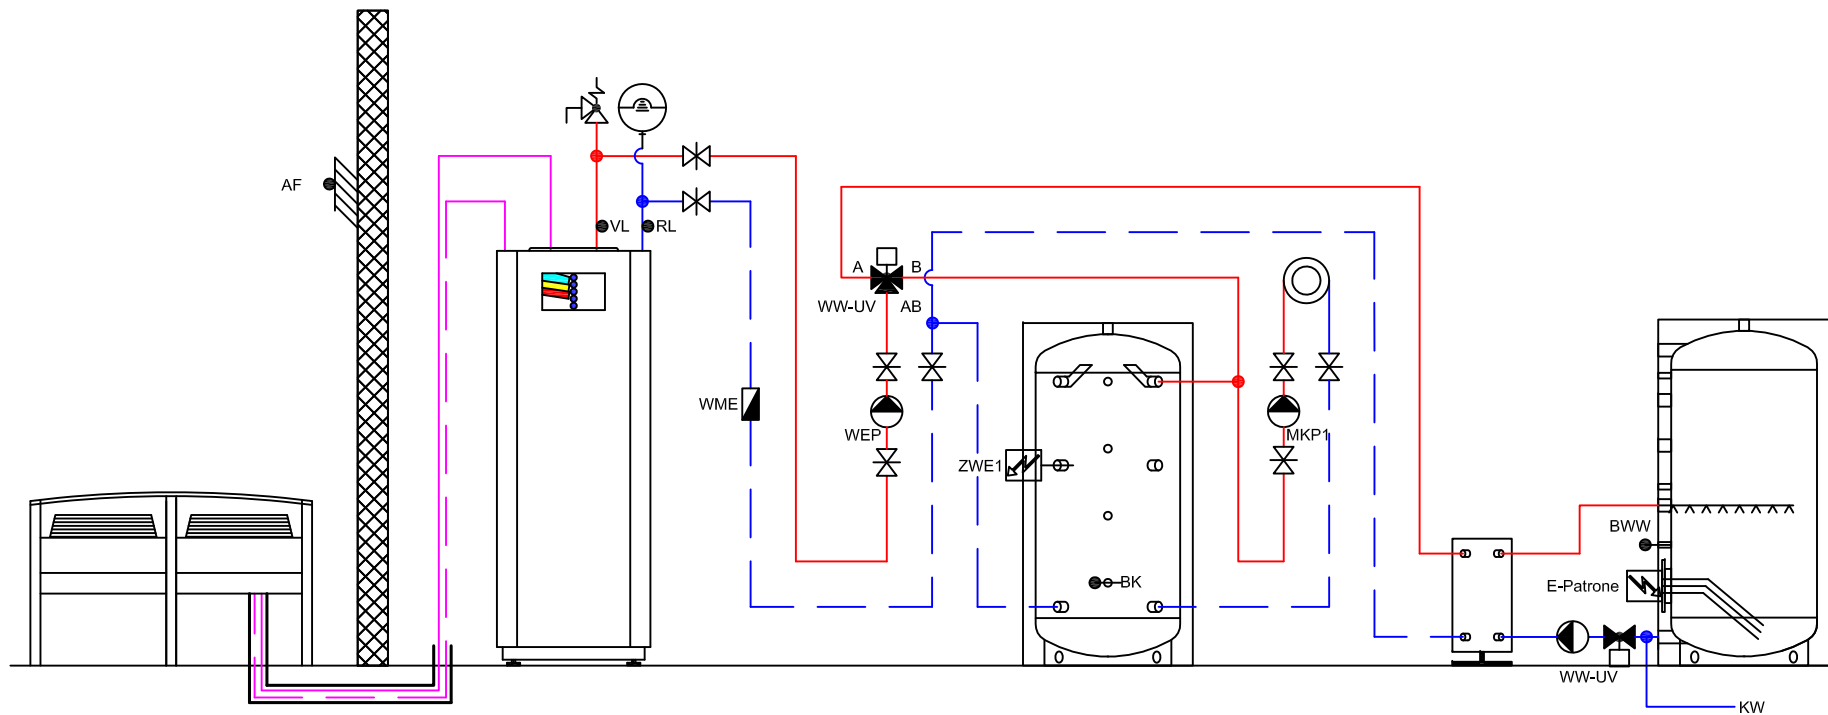 AF
VL
RL
A
B
WW-UV
AB
WME
WEP
MKP1
ZWE1
BWW
BK
E-Patrone
WW-UV
KW